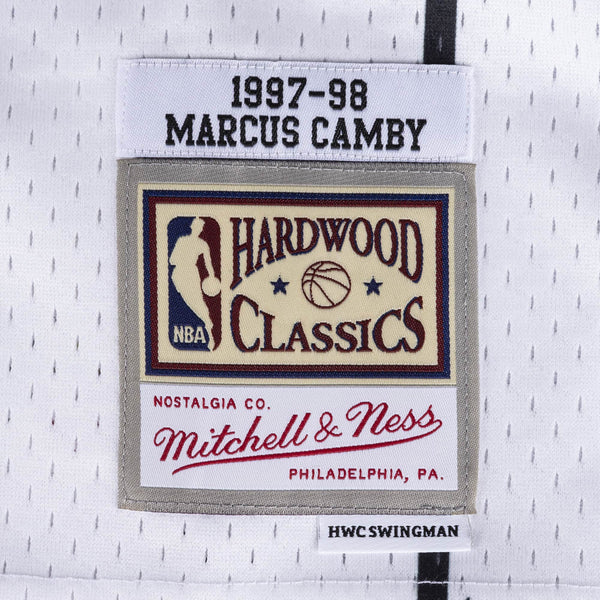 1997-98
MARCUS CAMBY
HARDWOOD
CLASSICS
NBA
NOSTALGIA CO.
Mitchell & Ness
PHILADELPHIA, PA.
HWC SWINGMAN